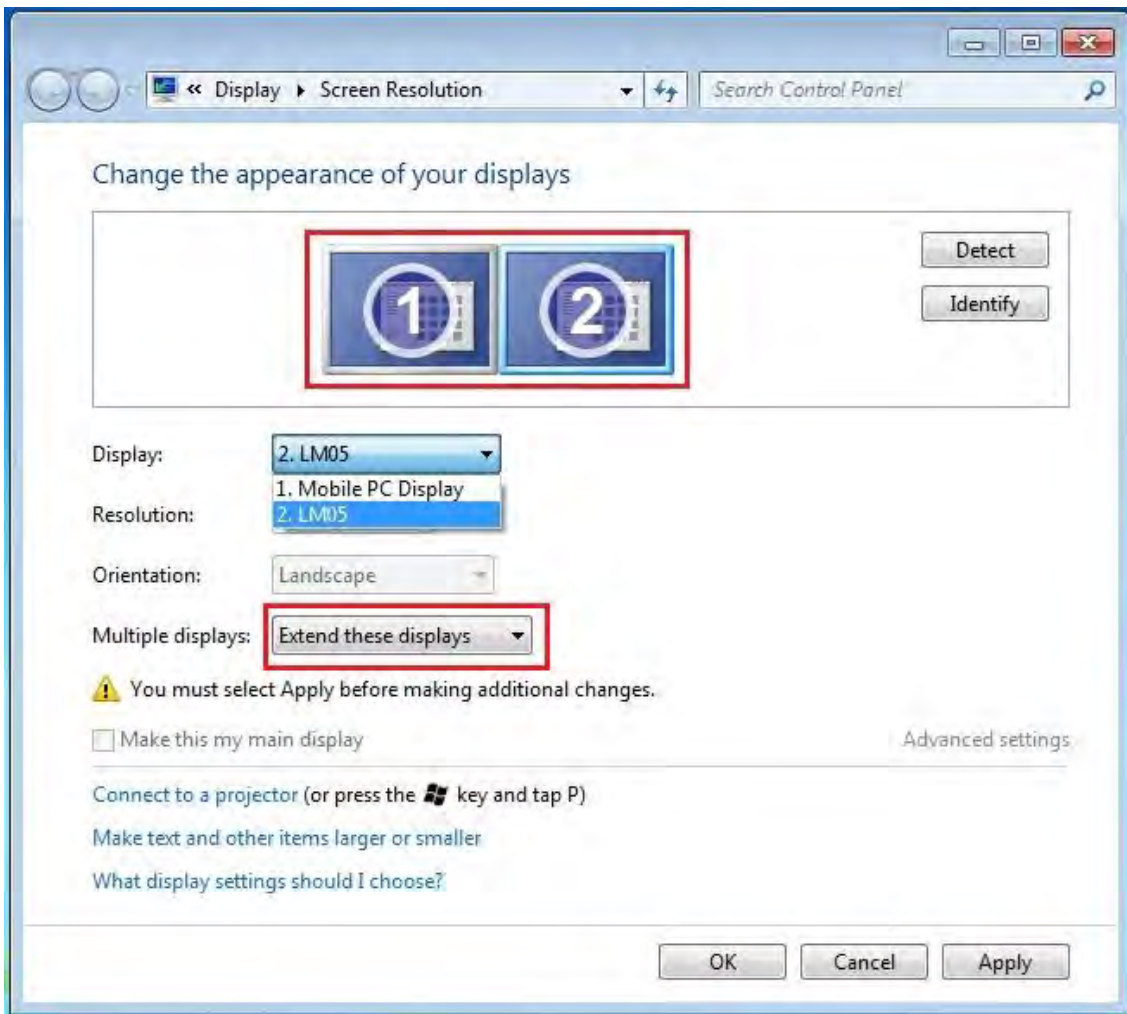 « Display ▸ Screen Resolution
Search Control Panel
Change the appearance of your displays
1 2
Detect
Identify
Display: 2. LM05
1. Mobile PC Display
Resolution: 2. LM05
Orientation: Landscape
Multiple displays: Extend these displays
You must select Apply before making additional changes.
Make this my main display Advanced settings
Connect to a projector (or press the key and tap P)
Make text and other items larger or smaller
What display settings should I choose?
OK Cancel Apply